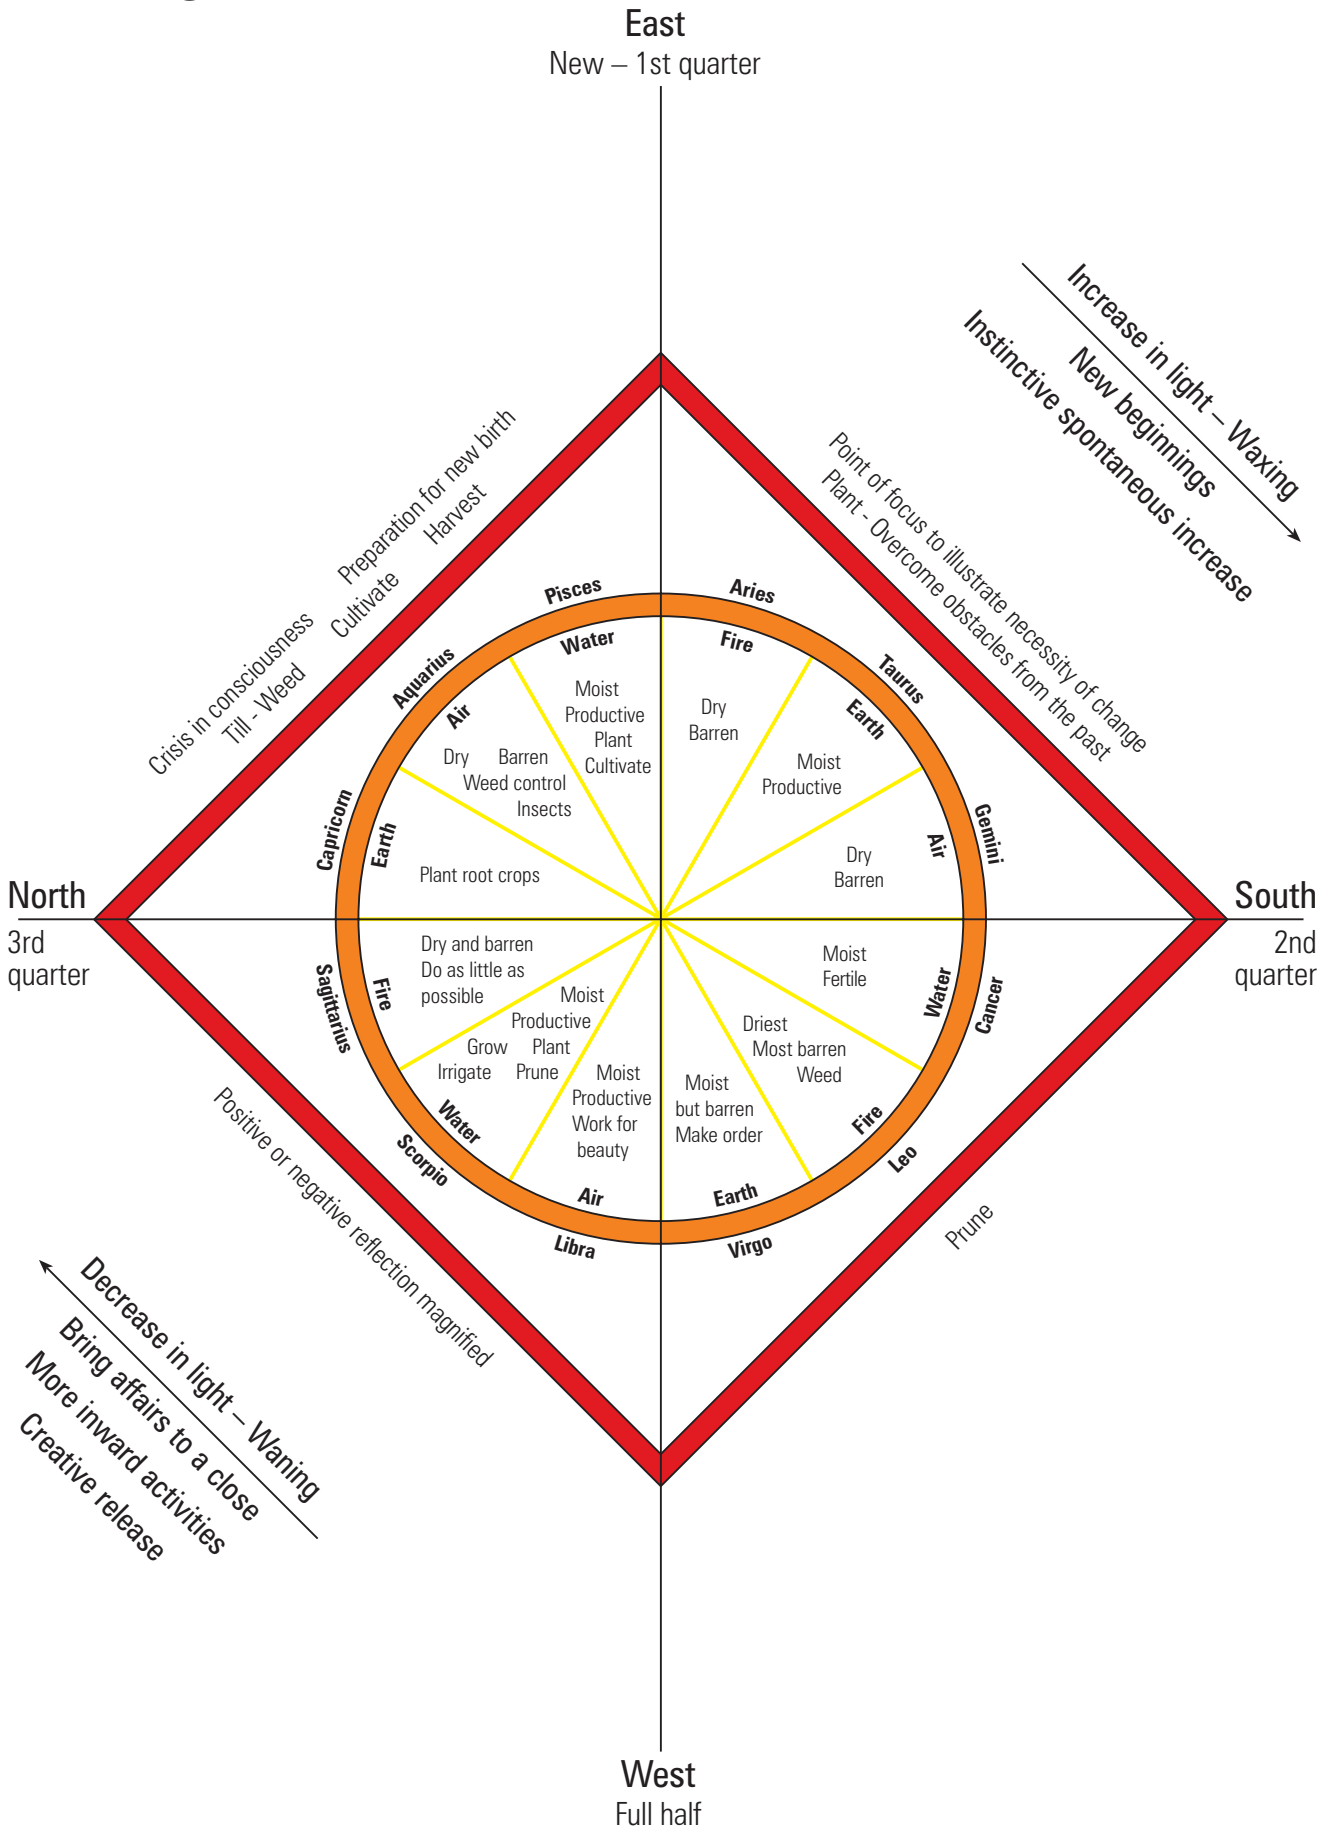 East
New – 1st quarter
Increase in light – Waxing
New beginnings
Instinctive spontaneous increase
Point of focus to illustrate necessity of change
Plant - Overcome obstacles from the past
Preparation for new birth
Harvest
Cultivate
Crisis in consciousness
Till - Weed
Pisces
Water
Moist
Productive
Plant
Cultivate
Aries
Fire
Dry
Barren
Taurus
Earth
Moist
Productive
Gemini
Air
Dry
Barren
Aquarius
Air
Dry Barren
Weed control
Insects
Capricorn
Earth
Plant root crops
North
3rd
quarter
South
2nd
quarter
Sagittarius
Fire
Dry and barren
Do as little as
possible
Cancer
Water
Moist
Fertile
Leo
Fire
Driest
Most barren
Weed
Virgo
Earth
Moist
but barren
Make order
Libra
Air
Moist
Productive
Work for
beauty
Scorpio
Water
Moist
Productive
Grow Plant
Irrigate Prune
Positive or negative reflection magnified
Prune
Decrease in light – Waning
Bring affairs to a close
More inward activities
Creative release
West
Full half